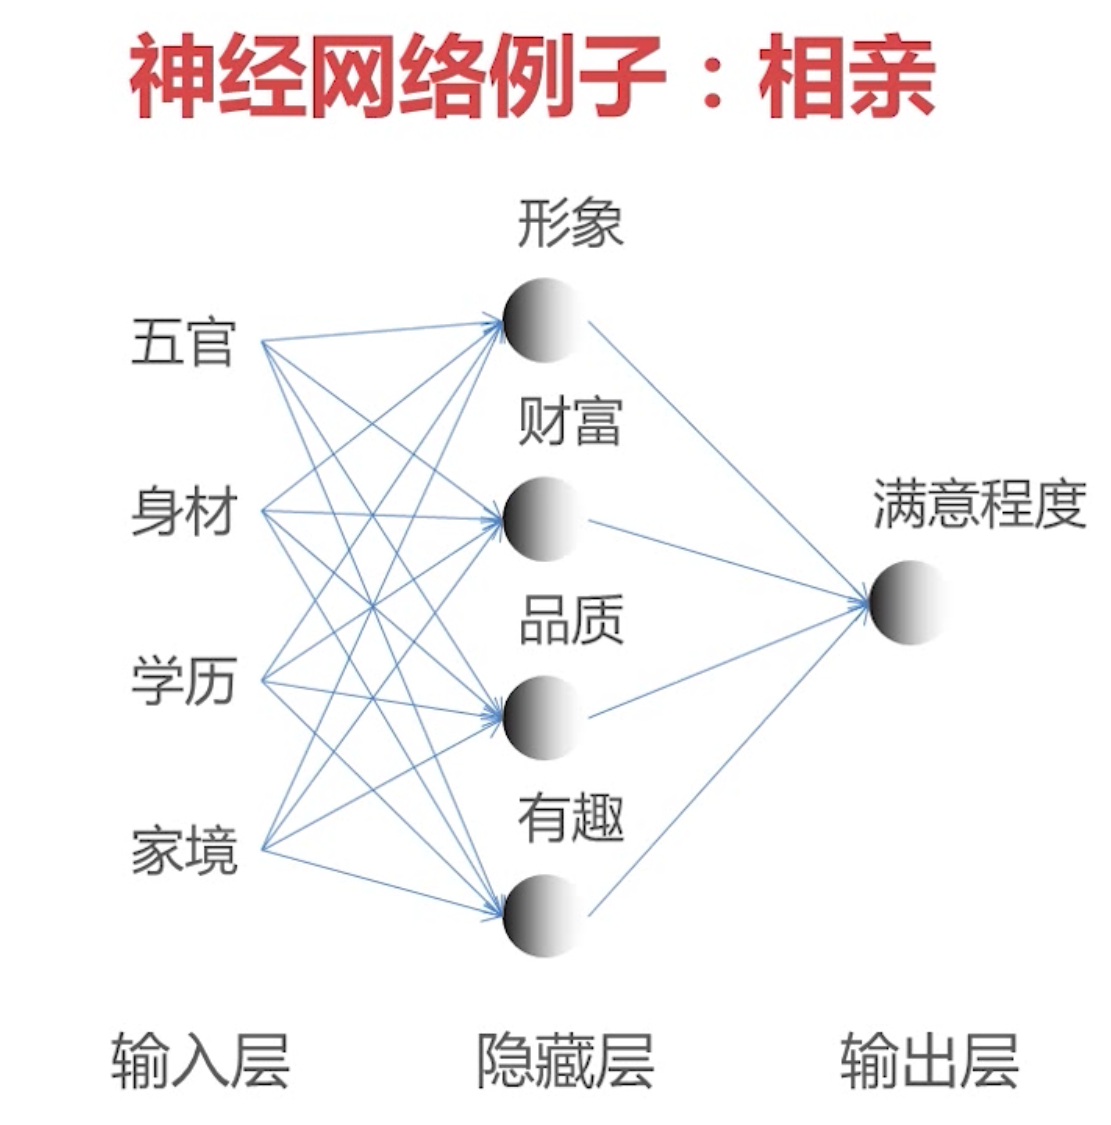 神经网络例子：相亲
形象
五官
财富
身材
满意程度
品质
学历
有趣
家境
输入层
隐藏层
输出层